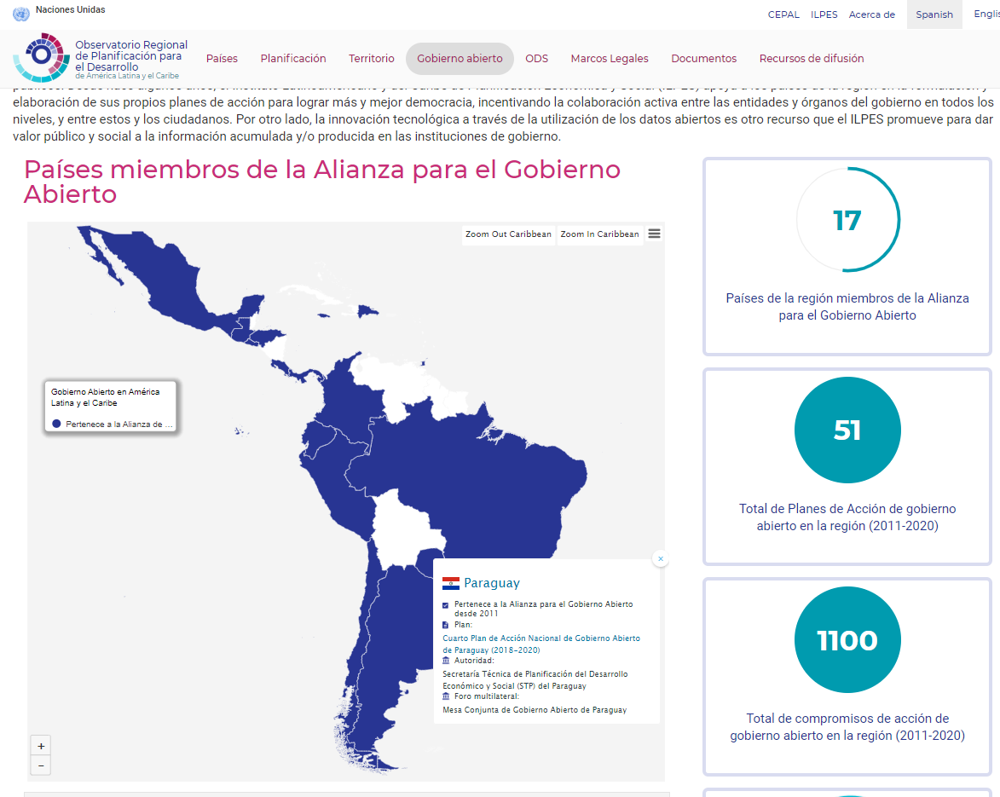 Naciones Unidas
CEPAL ILPES Acerca de Spanish
Observatorio Regional
de Planificación para
el Desarrollo
de América Latina y el Caribe
Países Planificación Territorio Gobierno abierto ODS Marcos Legales Documentos Recursos de difusión
elaboración de sus propios planes de acción para lograr más y mejor democracia, incentivando la colaboración activa entre las entidades y órganos del gobierno en todos los
niveles, y entre estos y los ciudadanos. Por otro lado, la innovación tecnológica a través de la utilización de los datos abiertos es otro recurso que el ILPES promueve para dar
valor público y social a la información acumulada y/o producida en las instituciones de gobierno.
Países miembros de la Alianza para el Gobierno
Abierto
Zoom Out Caribbean Zoom In Caribbean
Gobierno Abierto en América
Latina y el Caribe
Pertenece a la Alianza de ...
Paraguay
Pertenece a la Alianza para el Gobierno Abierto
desde 2011
Plan:
Cuarto Plan de Acción Nacional de Gobierno Abierto
de Paraguay (2018-2020)
Autoridad:
Secretaría Técnica de Planificación del Desarrollo
Económico y Social (STP) del Paraguay
Foro multilateral:
Mesa Conjunta de Gobierno Abierto de Paraguay
+
−
17
Países de la región miembros de la Alianza
para el Gobierno Abierto
51
Total de Planes de Acción de gobierno
abierto en la región (2011-2020)
1100
Total de compromisos de acción de
gobierno abierto en la región (2011-2020)